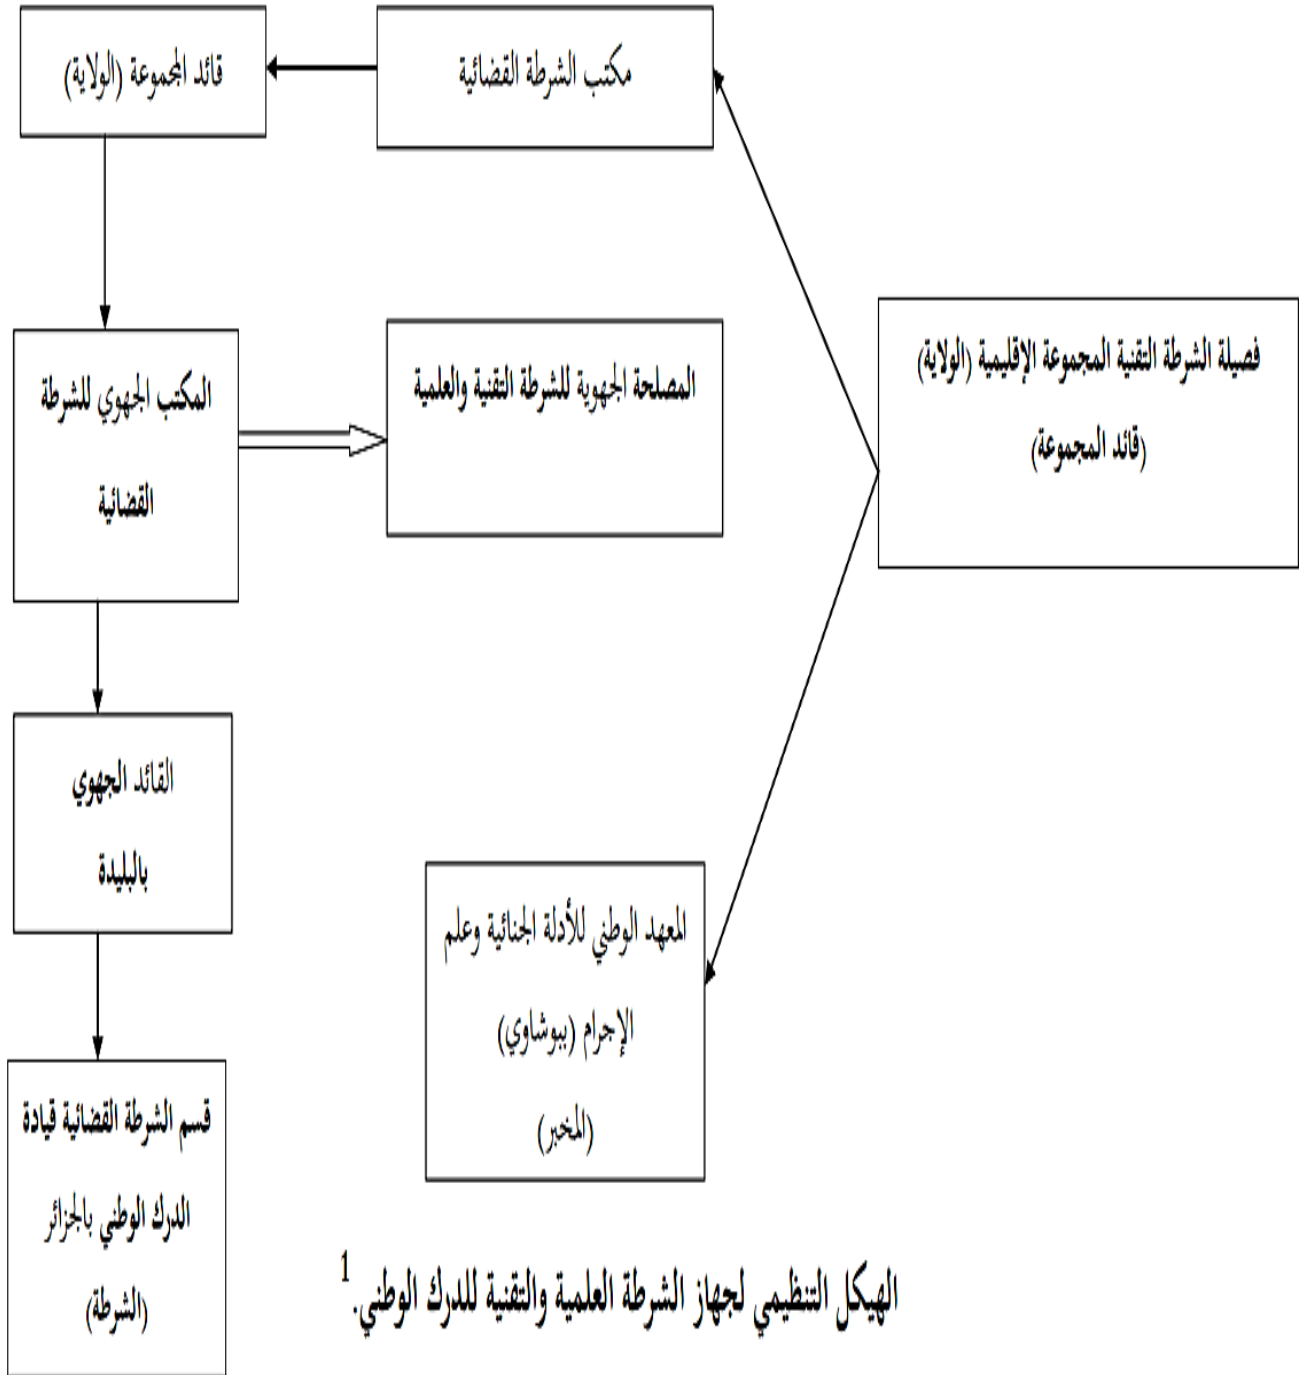 مكتب الشرطة القضائية
قائد المجموعة (الولاية)
فصيلة الشرطة التقنية المجموعة الإقليمية (الولاية)
(قائد المجموعة)
المصلحة الجهوية للشرطة التقنية والعلمية
المكتب الجهوي للشرطة
القضائية
القائد الجهوي
بالبليدة
المعهد الوطني للأدلة الجنائية وعلم
الإجرام (ببوشاوي)
(المخبر)
قسم الشرطة القضائية قيادة
الدرك الوطني بالجزائر
(الشرطة)
الهيكل التنظيمي لجهاز الشرطة العلمية والتقنية للدرك الوطني.1